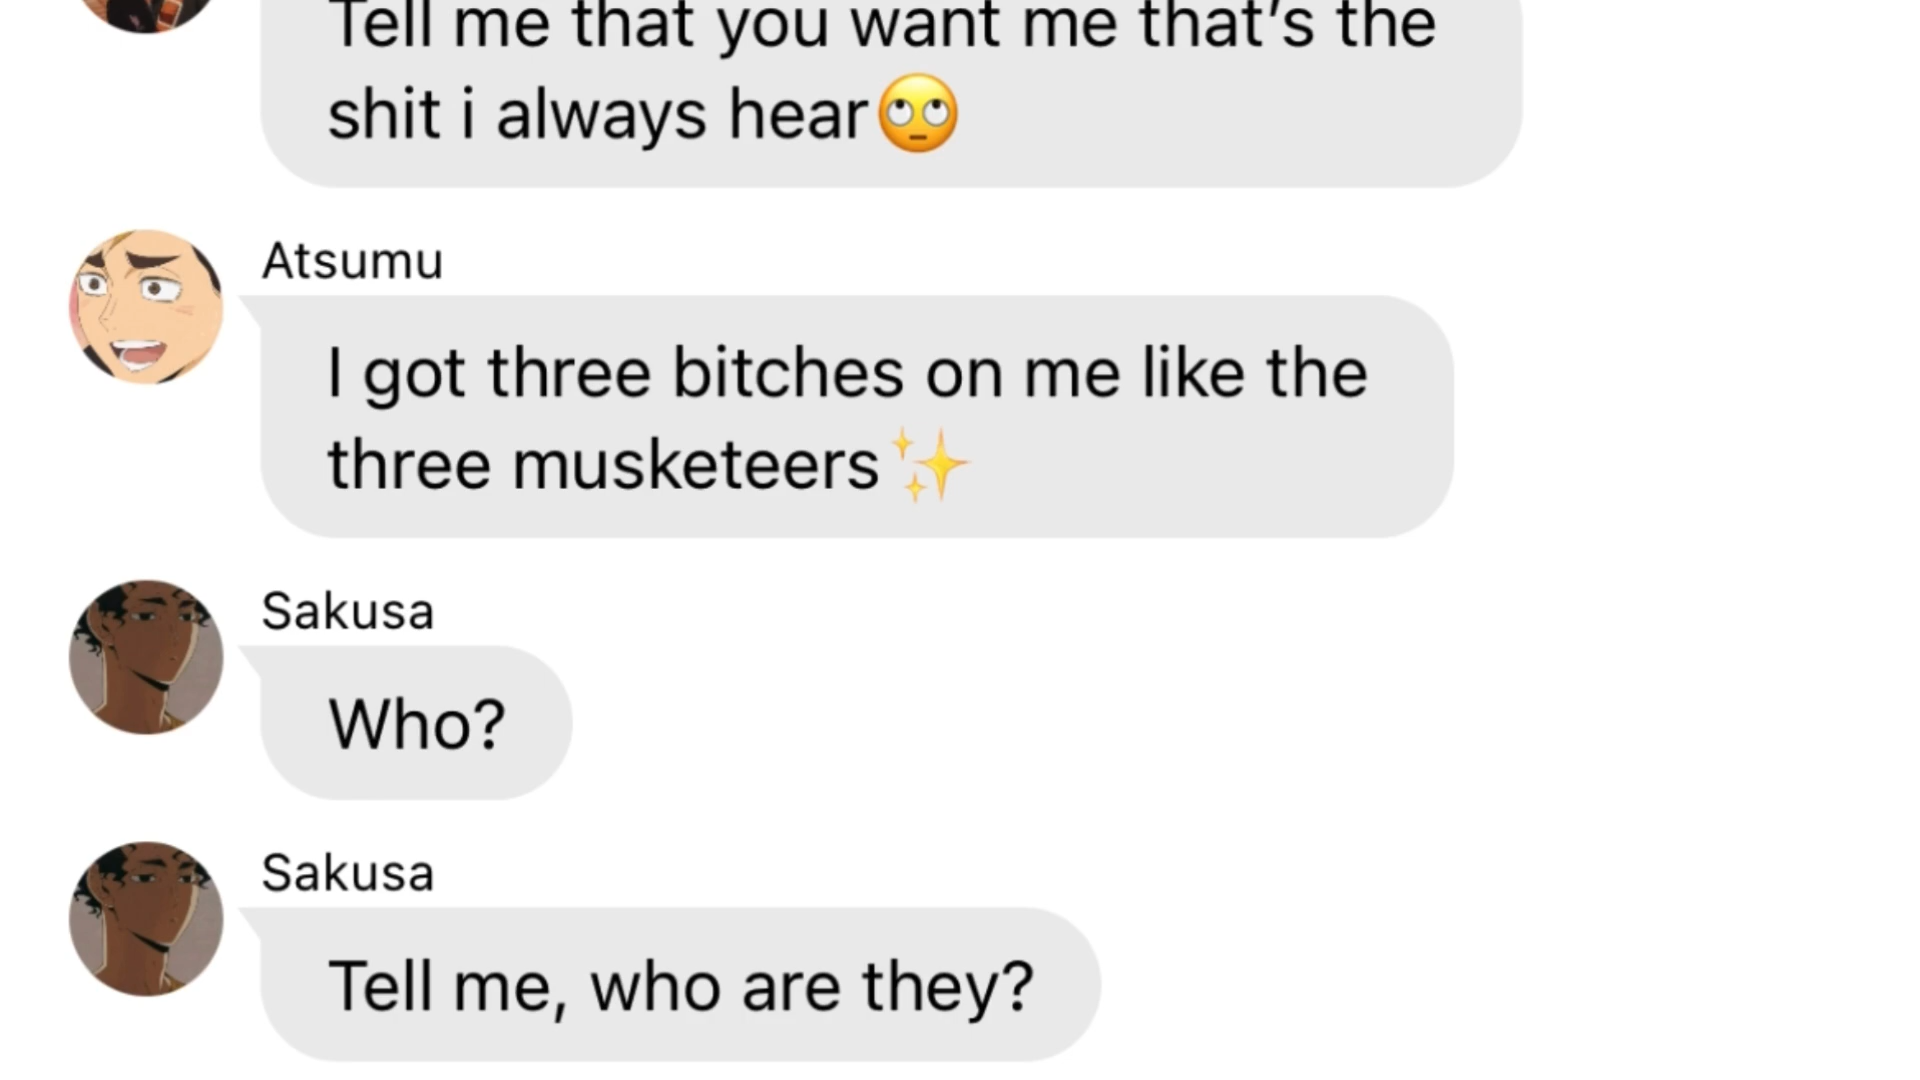 Tell me that you want me that's the
shit i always hear🙄
Atsumu
I got three bitches on me like the
three musketeers✨
Sakusa
Who?
Sakusa
Tell me, who are they?